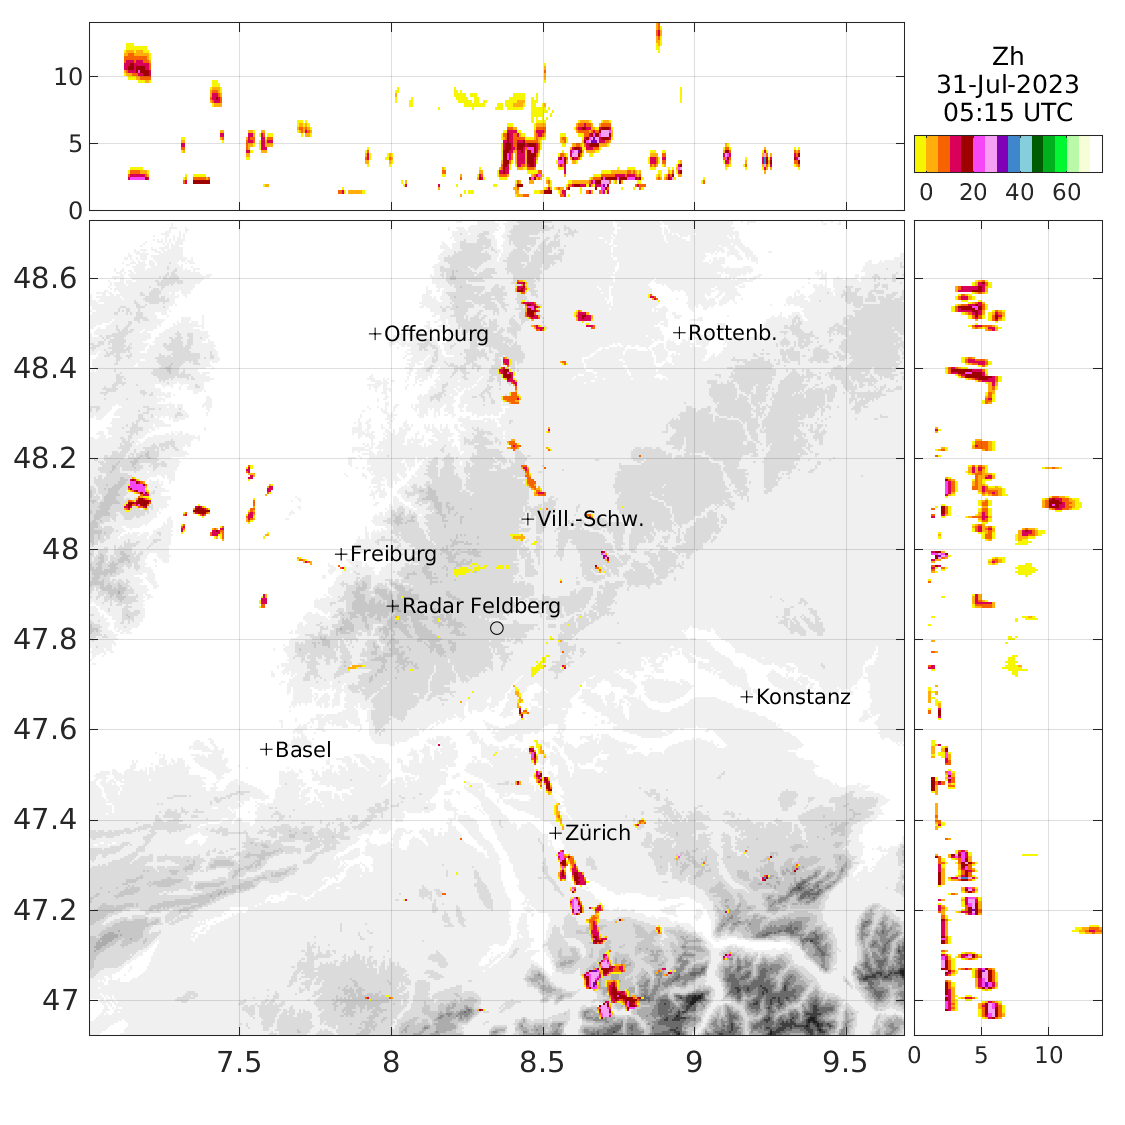 Zh
31-Jul-2023
05:15 UTC
0 20 40 60
10
5
0
48.6
48.4
48.2
48
47.8
47.6
47.4
47.2
47
Offenburg
Rottenb.
Vill.-Schw.
Freiburg
Radar Feldberg
Konstanz
Basel
Zürich
7.5 8 8.5 9 9.5
0 5 10